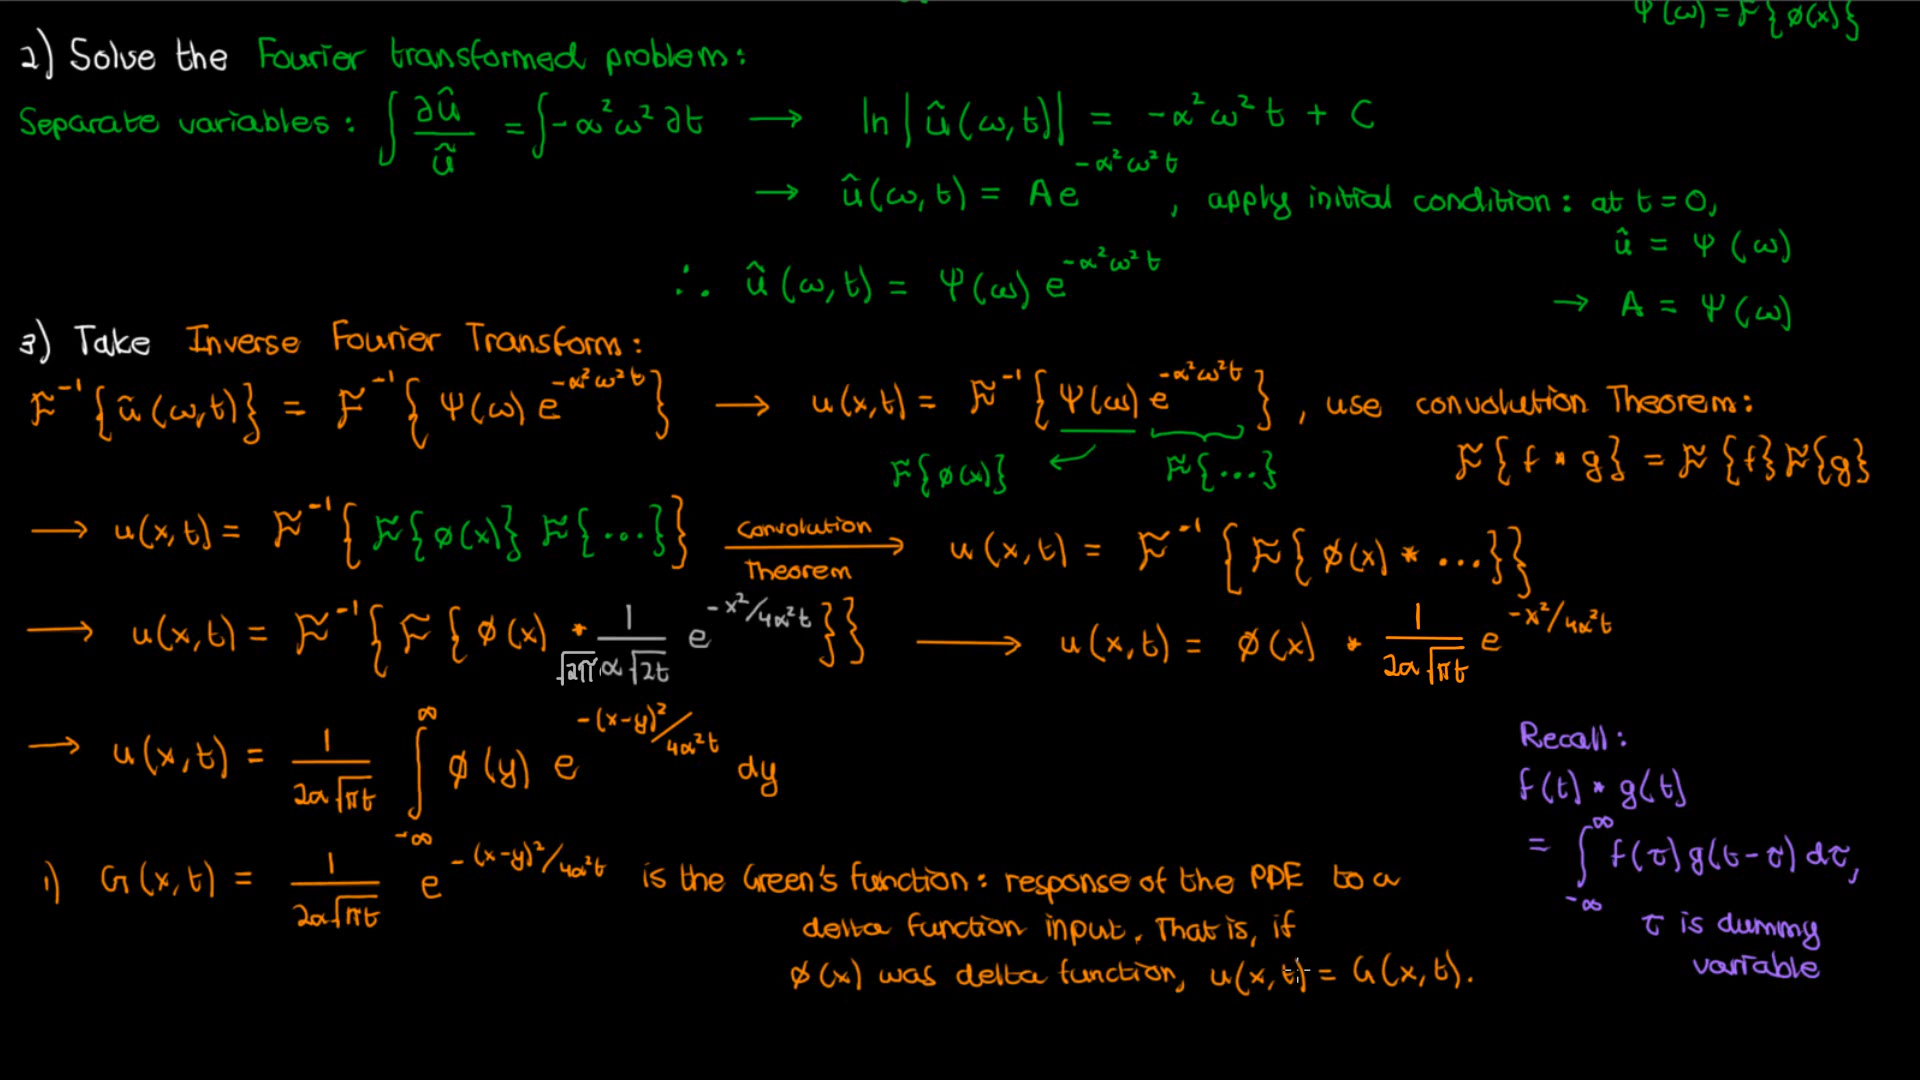 Ψ(ω) = F{φ(x)}
2) Solve the Fourier transformed problem:
Separate variables: ∫ ∂û/û = ∫ -α²ω² ∂t → ln|û(ω,t)| = -α²ω²t + C
→ û(ω,t) = Ae^(-α²ω²t), apply initial condition: at t=0,
û = Ψ(ω)
∴ û(ω,t) = Ψ(ω) e^(-α²ω²t)
→ A = Ψ(ω)
3) Take Inverse Fourier Transform:
F⁻¹{û(ω,t)} = F⁻¹{Ψ(ω) e^(-α²ω²t)} → u(x,t) = F⁻¹{Ψ(ω) e^(-α²ω²t)}, use convolution Theorem:
F{φ(x)} ← F{...} F{f * g} = F{f}F{g}
→ u(x,t) = F⁻¹{F{φ(x)} F{...}} Convolution Theorem → u(x,t) = F⁻¹{F{φ(x) * ...}}
→ u(x,t) = F⁻¹{F{φ(x) * 1/(√2π α√2t) e^(-x²/4α²t)}} → u(x,t) = φ(x) * 1/(2α√πt) e^(-x²/4α²t)
→ u(x,t) = 1/(2α√πt) ∫_{-∞}^{∞} φ(y) e^(-(x-y)²/4α²t) dy
Recall:
f(t) * g(t)
= ∫_{-∞}^{∞} f(τ)g(t-τ)dτ,
τ is dummy
variable
1) G(x,t) = 1/(2α√πt) e^(-(x-y)²/4α²t) is the Green's function: response of the PDE to a
delta function input. That is, if
φ(x) was delta function, u(x,t) = G(x,t).